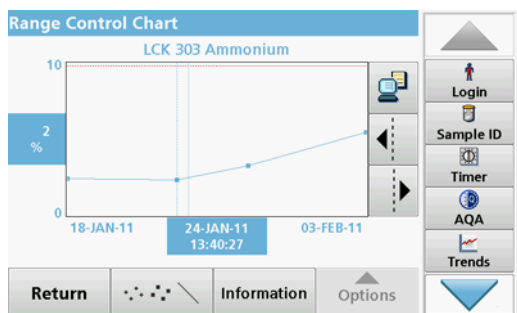 Range Control Chart
LCK 303 Ammonium
10
2
%
0
18-JAN-11
24-JAN-11
13:40:27
03-FEB-11
Return
Information
Options
Login
Sample ID
Timer
AQA
Trends